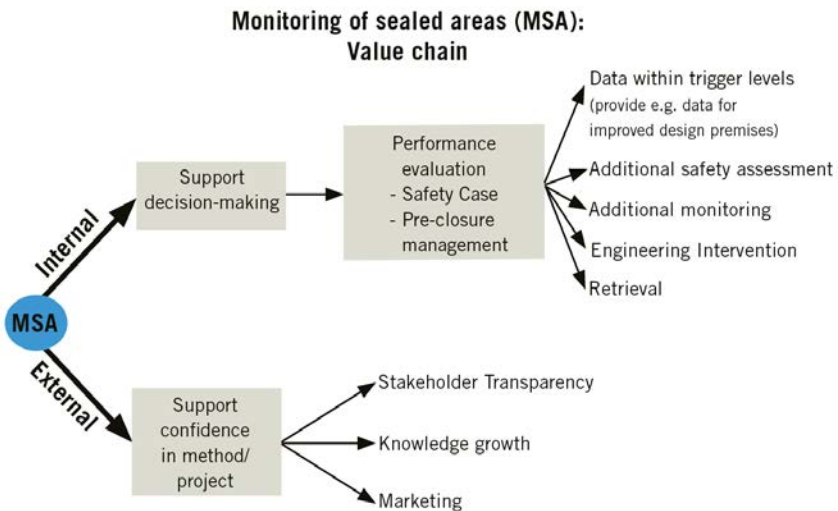 Monitoring of sealed areas (MSA):
Value chain
Data within trigger levels
(provide e.g. data for
improved design premises)
Performance
evaluation
- Safety Case
- Pre-closure
management
Support
decision-making
Additional safety assessment
Additional monitoring
Engineering Intervention
Retrieval
Internal
MSA
External
Support
confidence
in method/
project
Stakeholder Transparency
Knowledge growth
Marketing